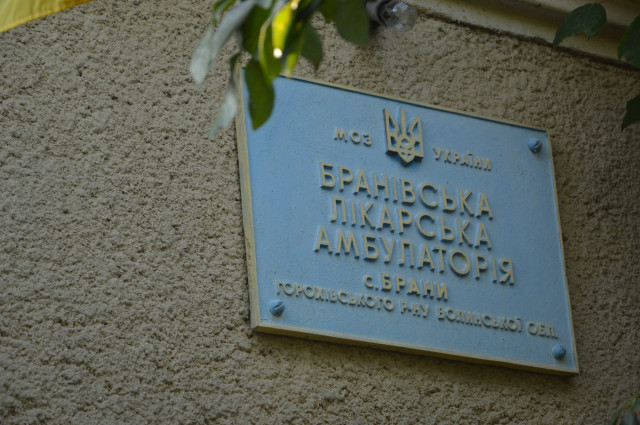 МОЗ УКРАЇНИ
БРАНІВСЬКА
ЛІКАРСЬКА
АМБУЛАТОРІЯ
с. БРАНИ
ГОРОХІВСЬКОГО Р-НУ ВОЛИНСЬКОЇ ОБЛ.